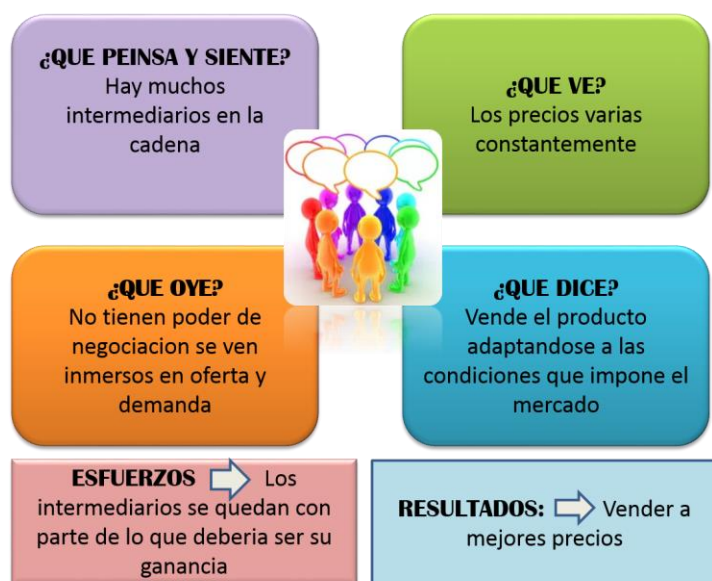 ¿QUE PEINSA Y SIENTE?
Hay muchos
intermediarios en la
cadena
¿QUE VE?
Los precios varias
constantemente
¿QUE OYE?
No tienen poder de
negociacion se ven
inmersos en oferta y
demanda
¿QUE DICE?
Vende el producto
adaptandose a las
condiciones que impone el
mercado
ESFUERZOS Los
intermediarios se quedan con
parte de lo que deberia ser su
ganancia
RESULTADOS: Vender a
mejores precios